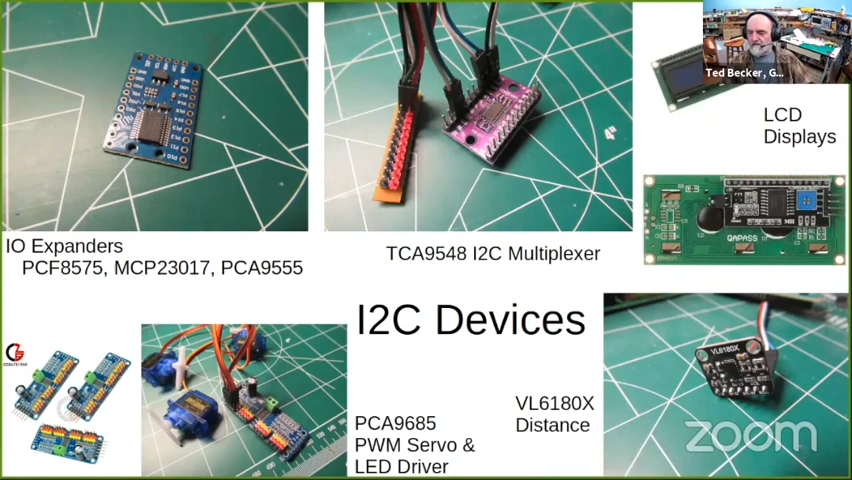 Ted Becker, G...
LCD
Displays
IO Expanders
PCF8575, MCP23017, PCA9555
TCA9548 I2C Multiplexer
QAPASS
I2C Devices
VL6180X
PCA9685
PWM Servo &
LED Driver
VL6180X
Distance
zoom